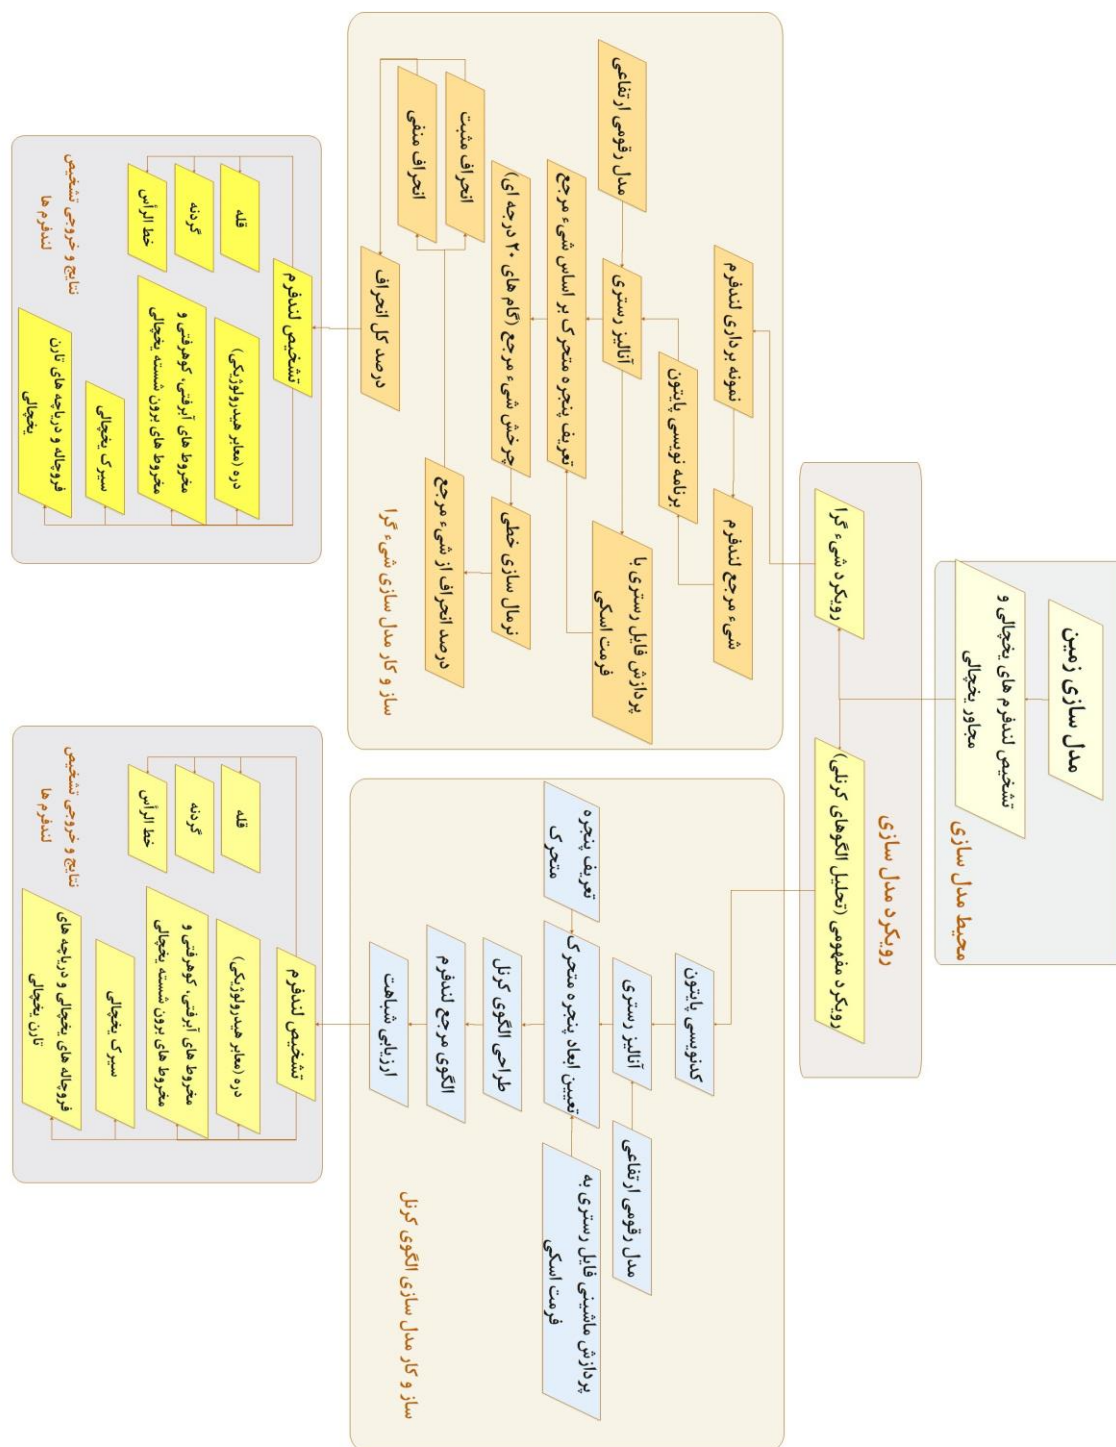 مدل سازی زمین
تشخیص لندفرم های یخچالی و
مجاور یخچالی
محیط مدل سازی
رویکرد شیء گرا
رویکرد مفهومی (تحلیل الگوهای کرنلی)
رویکرد مدل سازی
نمونه برداری لندفرم
شیء مرجع لندفرم
برنامه نویسی پایتون
مدل رقومی ارتفاعی
آنالیز رستری
پردازش فایل رستری با
فرمت اسکی
تعریف پنجره متحرک بر اساس شیء مرجع
چرخش شیء مرجع (گام های ۲۰ درجه ای)
نرمال سازی خطی
درصد انحراف از شیء مرجع
انحراف مثبت
انحراف منفی
درصد کل انحراف
ساز و کار مدل سازی شیء گرا
تشخیص لندفرم
قله
گردنه
خط الرأس
دره (معابر هیدرولوژیکی)
مخروط های آبرفتی، کوهرفتی و
مخروط های برون شسته یخچالی
سیرک یخچالی
فروچاله و دریاچه های تارن
یخچالی
نتایج و خروجی تشخیص
لندفرم ها
کدنویسی پایتون
آنالیز رستری
مدل رقومی ارتفاعی
تعریف پنجره
متحرک
تعیین ابعاد پنجره متحرک
پردازش ماشینی فایل رستری به
فرمت اسکی
طراحی الگوی کرنل
الگوی مرجع لندفرم
ارزیابی شباهت
ساز و کار مدل سازی الگوی کرنل
تشخیص لندفرم
قله
گردنه
خط الرأس
دره (معابر هیدرولوژیکی)
مخروط های آبرفتی، کوهرفتی و
مخروط های برون شسته یخچالی
سیرک یخچالی
فروچاله های یخچالی و دریاچه های
تارن یخچالی
نتایج و خروجی تشخیص
لندفرم ها